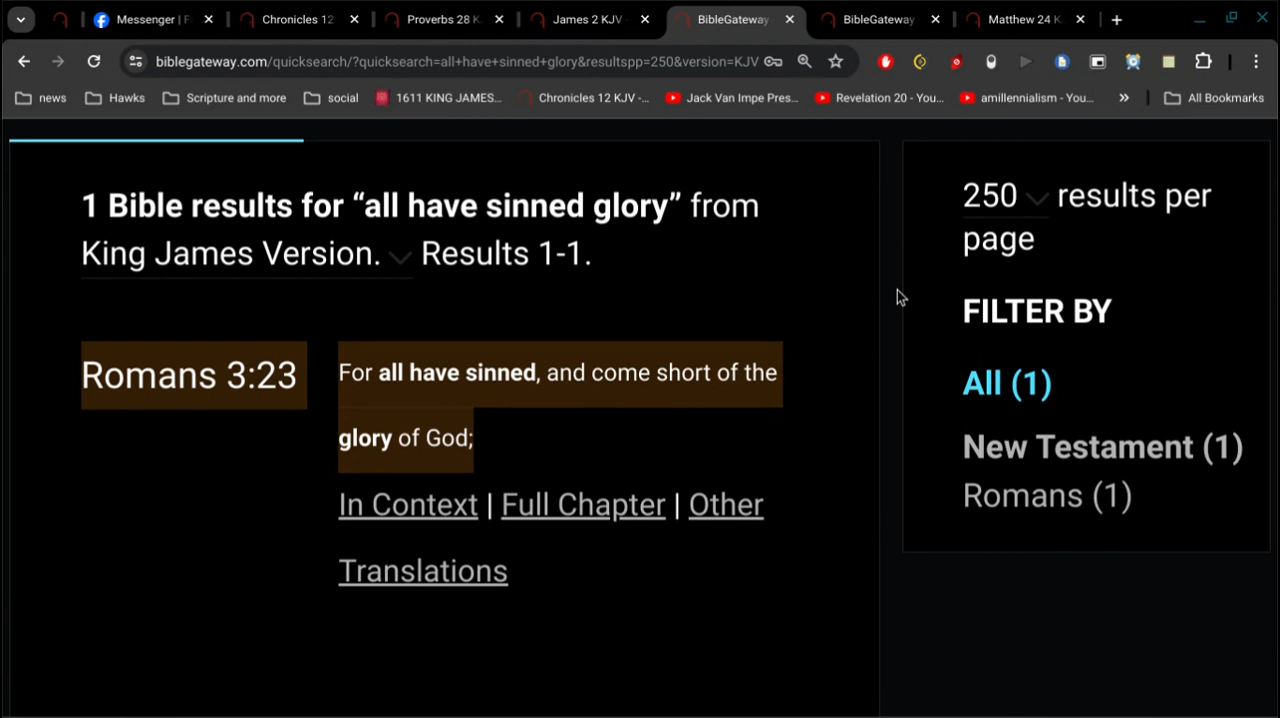 Messenger | F
Chronicles 12
Proverbs 28 K
James 2 KJV
BibleGateway
BibleGateway
Matthew 24 K
biblegateway.com/quicksearch/?quicksearch=all+have+sinned+glory&resultspp=250&version=KJV
news
Hawks
Scripture and more
social
1611 KING JAMES...
Chronicles 12 KJV -...
Jack Van Impe Pres...
Revelation 20 - You...
amillennialism - You...
»
All Bookmarks
1 Bible results for “all have sinned glory” from
King James Version. Results 1-1.
Romans 3:23
For all have sinned, and come short of the
glory of God;
In Context | Full Chapter | Other
Translations
250 results per
page
FILTER BY
All (1)
New Testament (1)
Romans (1)